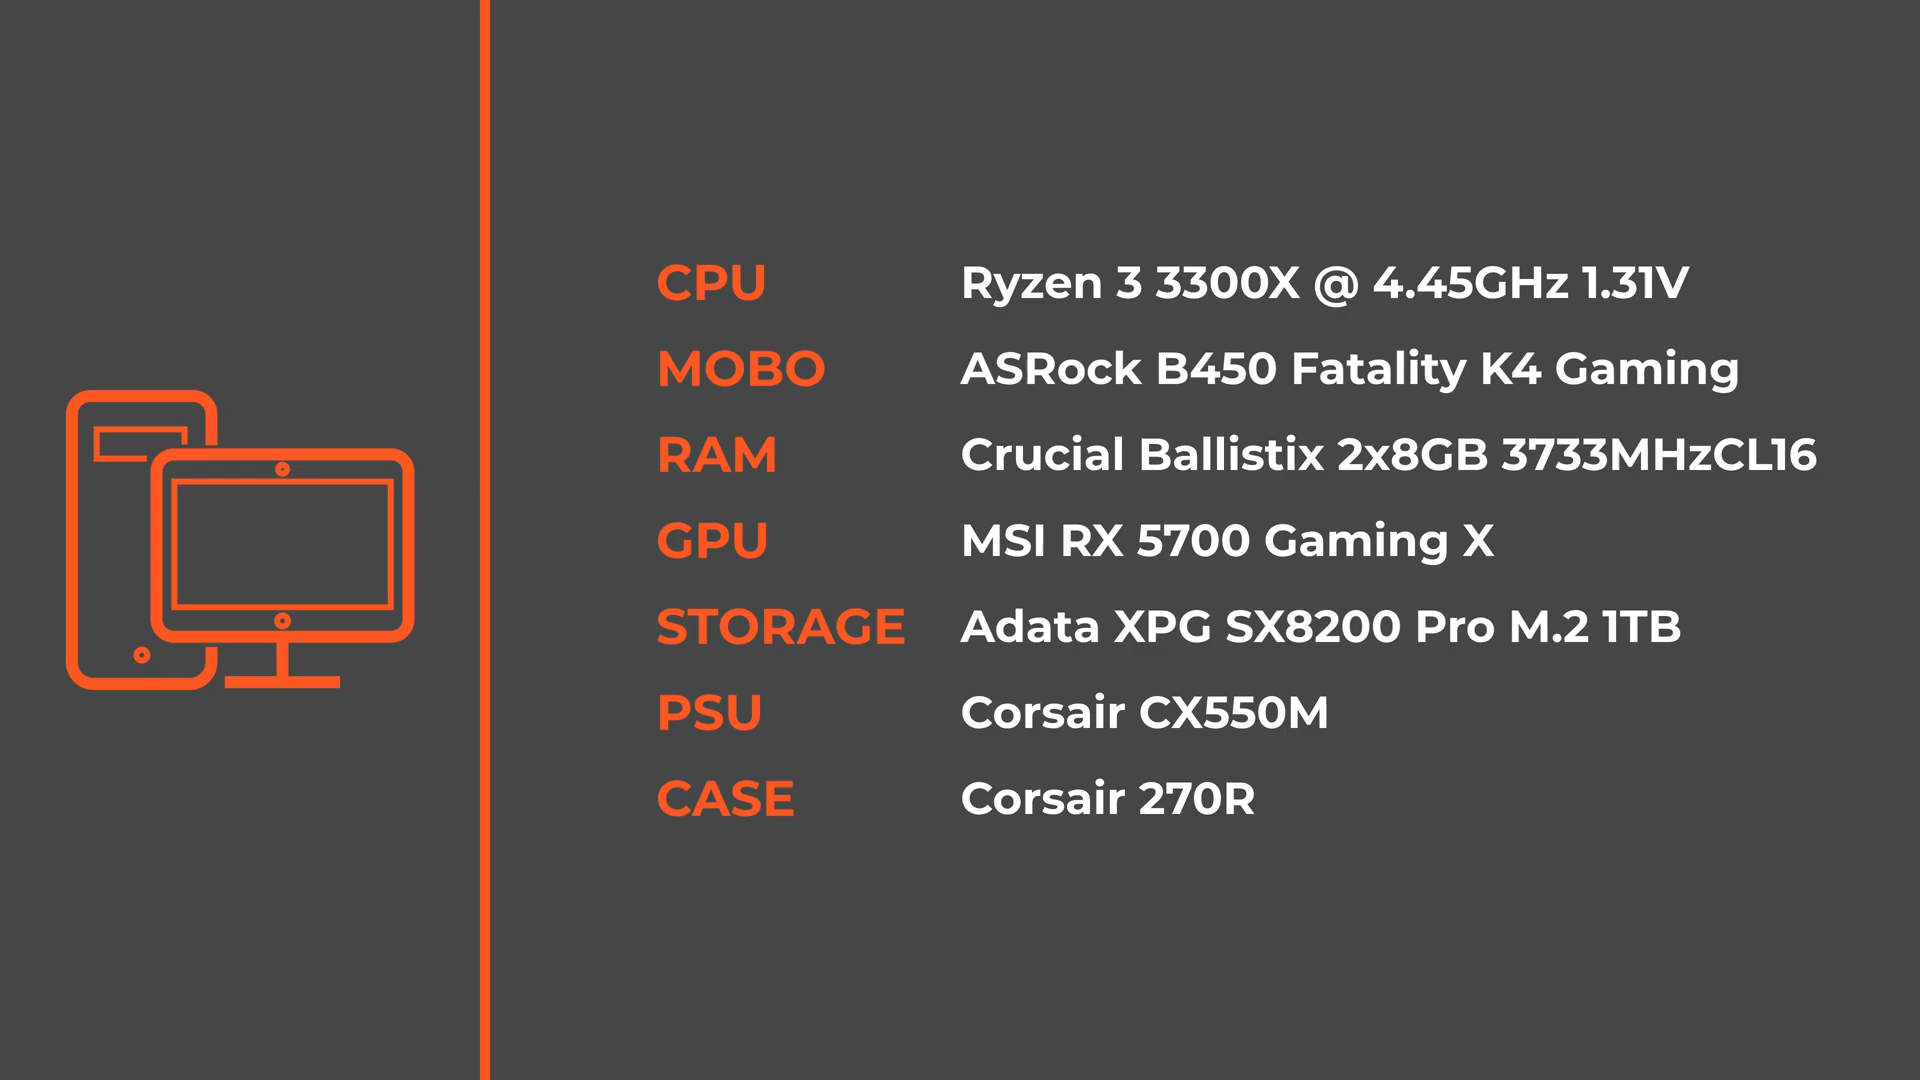 CPU Ryzen 3 3300X @ 4.45GHz 1.31V
MOBO ASRock B450 Fatality K4 Gaming
RAM Crucial Ballistix 2x8GB 3733MHzCL16
GPU MSI RX 5700 Gaming X
STORAGE Adata XPG SX8200 Pro M.2 1TB
PSU Corsair CX550M
CASE Corsair 270R